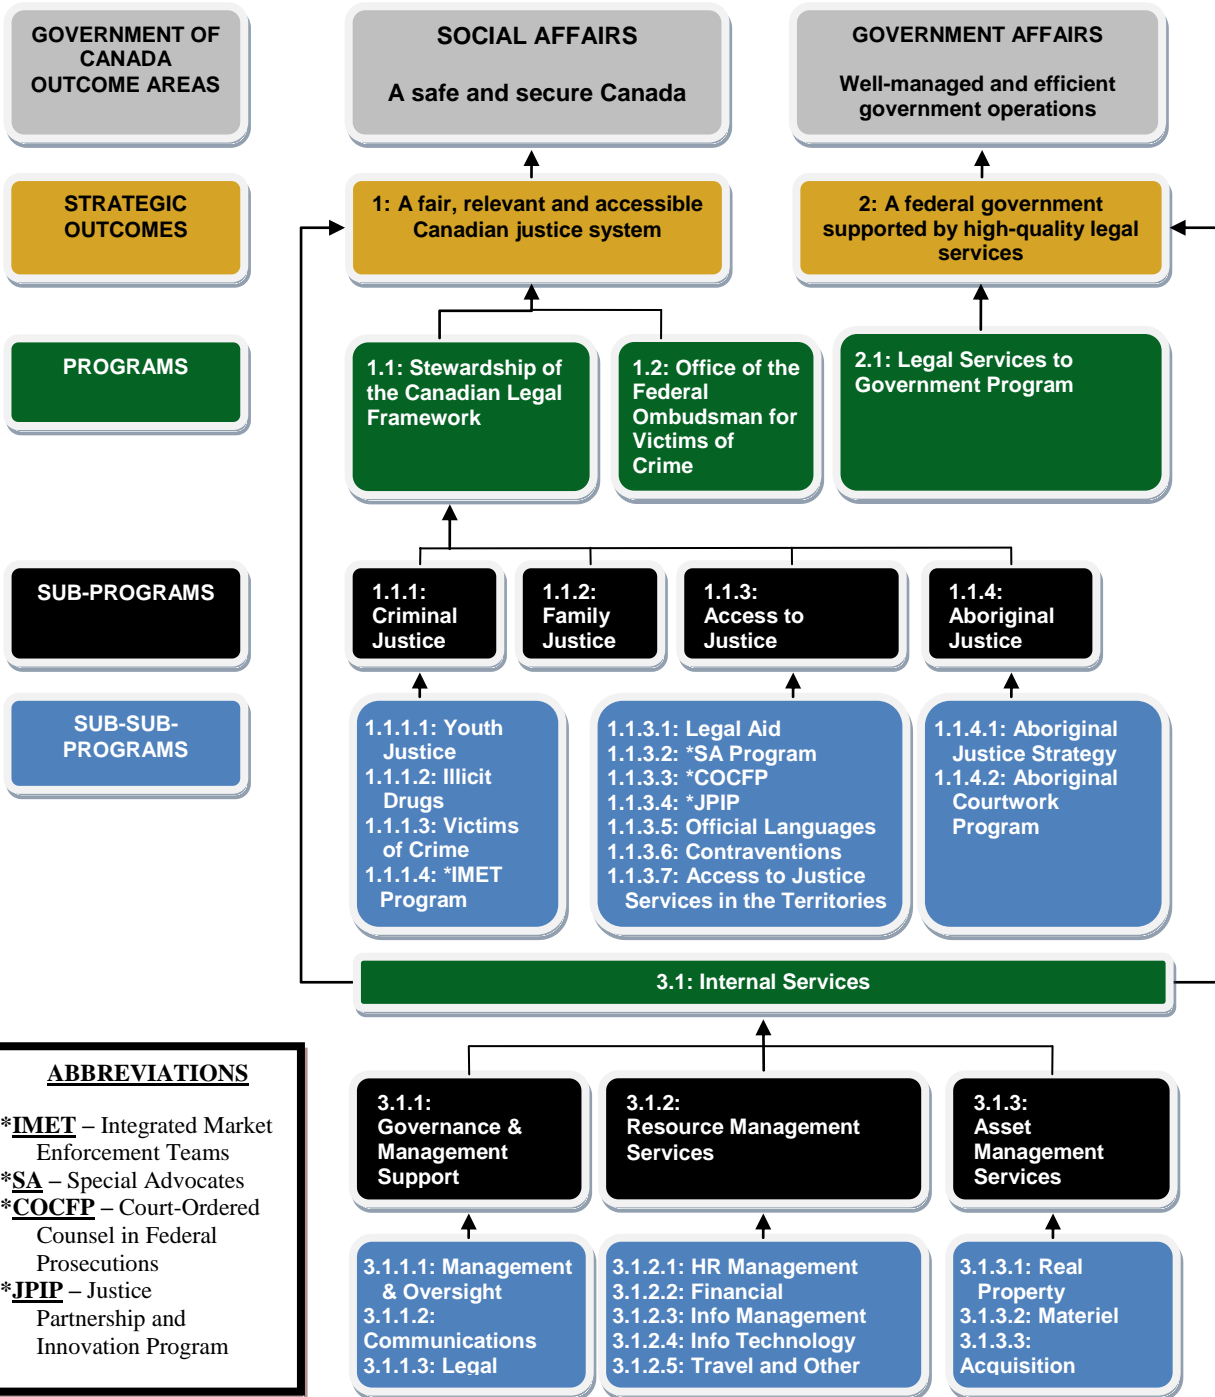 GOVERNMENT OF
CANADA
OUTCOME AREAS
SOCIAL AFFAIRS
A safe and secure Canada
GOVERNMENT AFFAIRS
Well-managed and efficient
government operations
STRATEGIC
OUTCOMES
1: A fair, relevant and accessible
Canadian justice system
2: A federal government
supported by high-quality legal
services
PROGRAMS
1.1: Stewardship of
the Canadian Legal
Framework
1.2: Office of the
Federal
Ombudsman for
Victims of
Crime
2.1: Legal Services to
Government Program
SUB-PROGRAMS
1.1.1:
Criminal
Justice
1.1.2:
Family
Justice
1.1.3:
Access to
Justice
1.1.4:
Aboriginal
Justice
SUB-SUB-
PROGRAMS
1.1.1.1: Youth
Justice
1.1.1.2: Illicit
Drugs
1.1.1.3: Victims
of Crime
1.1.1.4: *IMET
Program
1.1.3.1: Legal Aid
1.1.3.2: *SA Program
1.1.3.3: *COCFP
1.1.3.4: *JPIP
1.1.3.5: Official Languages
1.1.3.6: Contraventions
1.1.3.7: Access to Justice
Services in the Territories
1.1.4.1: Aboriginal
Justice Strategy
1.1.4.2: Aboriginal
Courtwork
Program
3.1: Internal Services
ABBREVIATIONS
*IMET – Integrated Market
Enforcement Teams
*SA – Special Advocates
*COCFP – Court-Ordered
Counsel in Federal
Prosecutions
*JPIP – Justice
Partnership and
Innovation Program
3.1.1:
Governance &
Management
Support
3.1.2:
Resource Management
Services
3.1.3:
Asset
Management
Services
3.1.1.1: Management
& Oversight
3.1.1.2:
Communications
3.1.1.3: Legal
3.1.2.1: HR Management
3.1.2.2: Financial
3.1.2.3: Info Management
3.1.2.4: Info Technology
3.1.2.5: Travel and Other
3.1.3.1: Real
Property
3.1.3.2: Materiel
3.1.3.3:
Acquisition